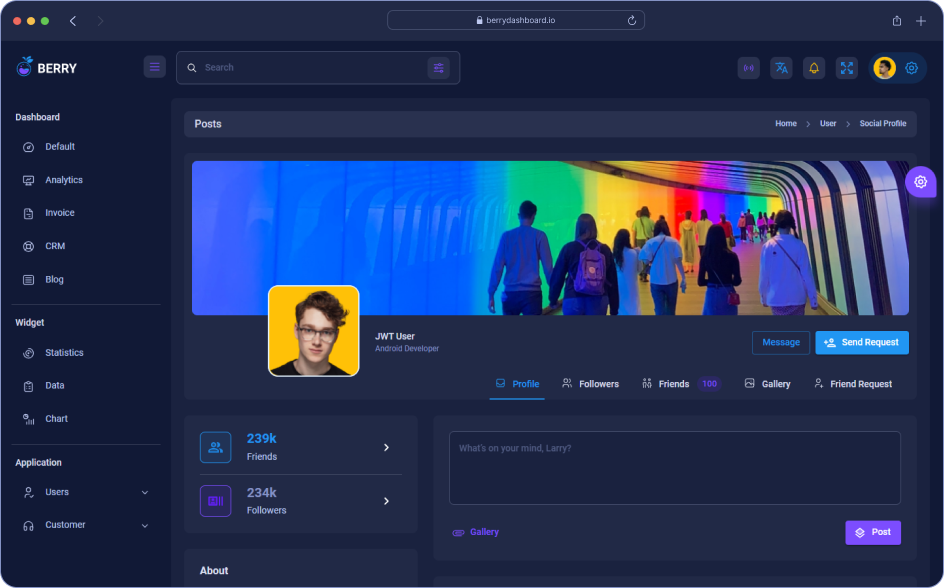 berrydashboard.io
BERRY
Search
Dashboard
Default
Analytics
Invoice
CRM
Blog
Widget
Statistics
Data
Chart
Application
Users
Customer
Posts
Home
User
Social Profile
JWT User
Android Developer
Message
Send Request
Profile
Followers
Friends
100
Gallery
Friend Request
239k
Friends
234k
Followers
About
What's on your mind, Larry?
Gallery
Post